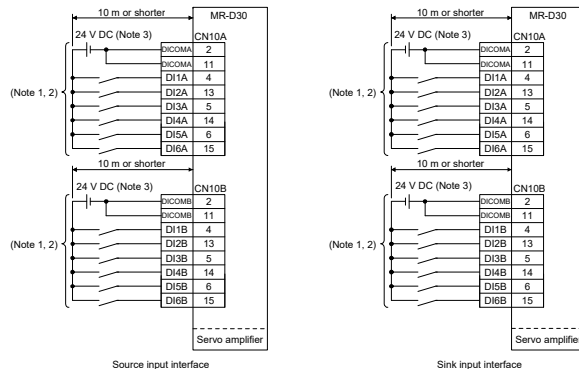 10 m or shorter
MR-D30
24 V DC (Note 3)
CN10A
DICOMA 2
DICOMA 11
DI1A 4
(Note 1, 2)
DI2A 13
DI3A 5
DI4A 14
DI5A 6
DI6A 15
10 m or shorter
24 V DC (Note 3)
CN10B
DICOMB 2
DICOMB 11
DI1B 4
(Note 1, 2)
DI2B 13
DI3B 5
DI4B 14
DI5B 6
DI6B 15
Servo amplifier
Source input interface
10 m or shorter
MR-D30
24 V DC (Note 3)
CN10A
DICOMA 2
DICOMA 11
DI1A 4
(Note 1, 2)
DI2A 13
DI3A 5
DI4A 14
DI5A 6
DI6A 15
10 m or shorter
24 V DC (Note 3)
CN10B
DICOMB 2
DICOMB 11
DI1B 4
(Note 1, 2)
DI2B 13
DI3B 5
DI4B 14
DI5B 6
DI6B 15
Servo amplifier
Sink input interface